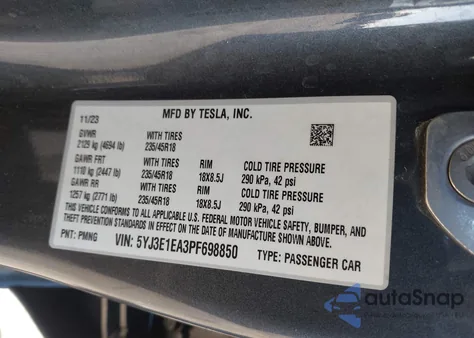 MFD BY TESLA, INC.
11/23
GVWR WITH TIRES
2129 kg (4694 lb) 235/45R18
GAWR FRT WITH TIRES RIM COLD TIRE PRESSURE
1110 kg (2447 lb) 235/45R18 18X8.5J 290 kPa, 42 psi
GAWR RR WITH TIRES RIM COLD TIRE PRESSURE
1257 kg (2771 lb) 235/45R18 18X8.5J 290 kPa, 42 psi
THIS VEHICLE CONFORMS TO ALL APPLICABLE U.S. FEDERAL MOTOR VEHICLE SAFETY, BUMPER, AND
THEFT PREVENTION STANDARDS IN EFFECT ON THE DATE OF MANUFACTURE SHOWN ABOVE.
VIN: 5YJ3E1EA3PF698850
PNT: PMNG TYPE: PASSENGER CAR
autoSnap